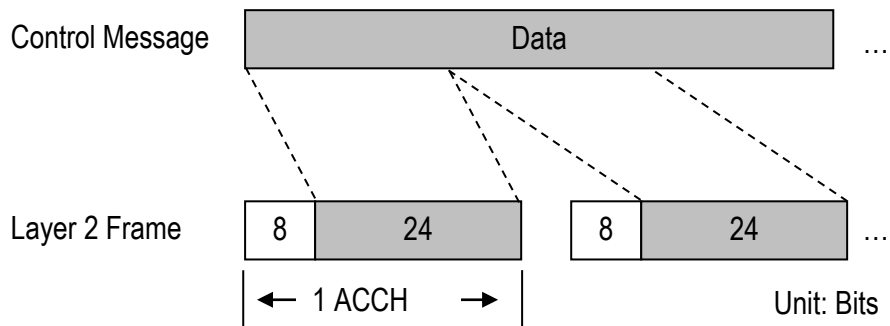 Control Message
Data
…
Layer 2 Frame
8
24
8
24
…
1 ACCH
Unit: Bits